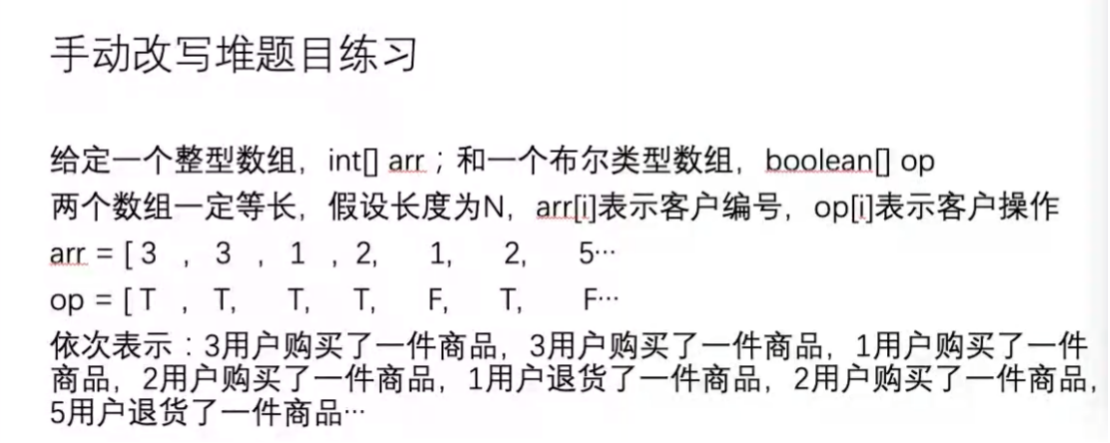 手动改写堆题目练习
给定一个整型数组，int[] arr；和一个布尔类型数组，boolean[] op
两个数组一定等长，假设长度为N，arr[i]表示客户编号，op[i]表示客户操作
arr = [ 3 , 3 , 1 , 2, 1, 2, 5…
op = [ T , T, T, T, F, T, F…
依次表示：3用户购买了一件商品，3用户购买了一件商品，1用户购买了一件
商品，2用户购买了一件商品，1用户退货了一件商品，2用户购买了一件商品，
5用户退货了一件商品…